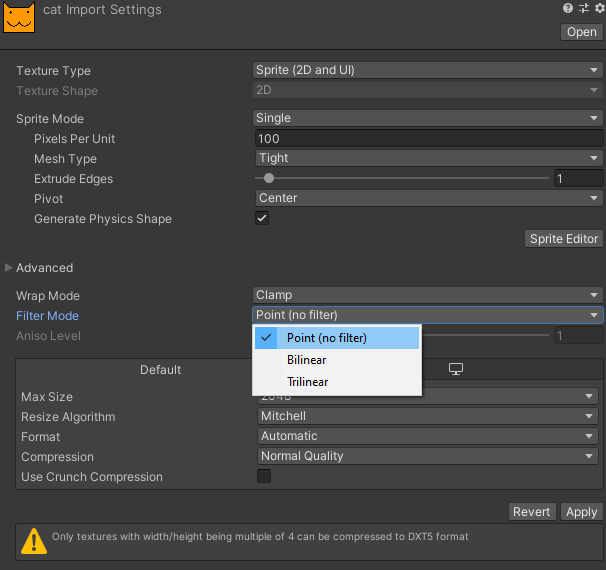 cat Import Settings
Open
Texture Type Sprite (2D and UI)
Texture Shape 2D
Sprite Mode Single
Pixels Per Unit 100
Mesh Type Tight
Extrude Edges 1
Pivot Center
Generate Physics Shape
Sprite Editor
Advanced
Wrap Mode Clamp
Filter Mode Point (no filter)
Aniso Level 1
Point (no filter)
Bilinear
Trilinear
Default
Max Size 2048
Resize Algorithm Mitchell
Format Automatic
Compression Normal Quality
Use Crunch Compression
Revert Apply
Only textures with width/height being multiple of 4 can be compressed to DXT5 format